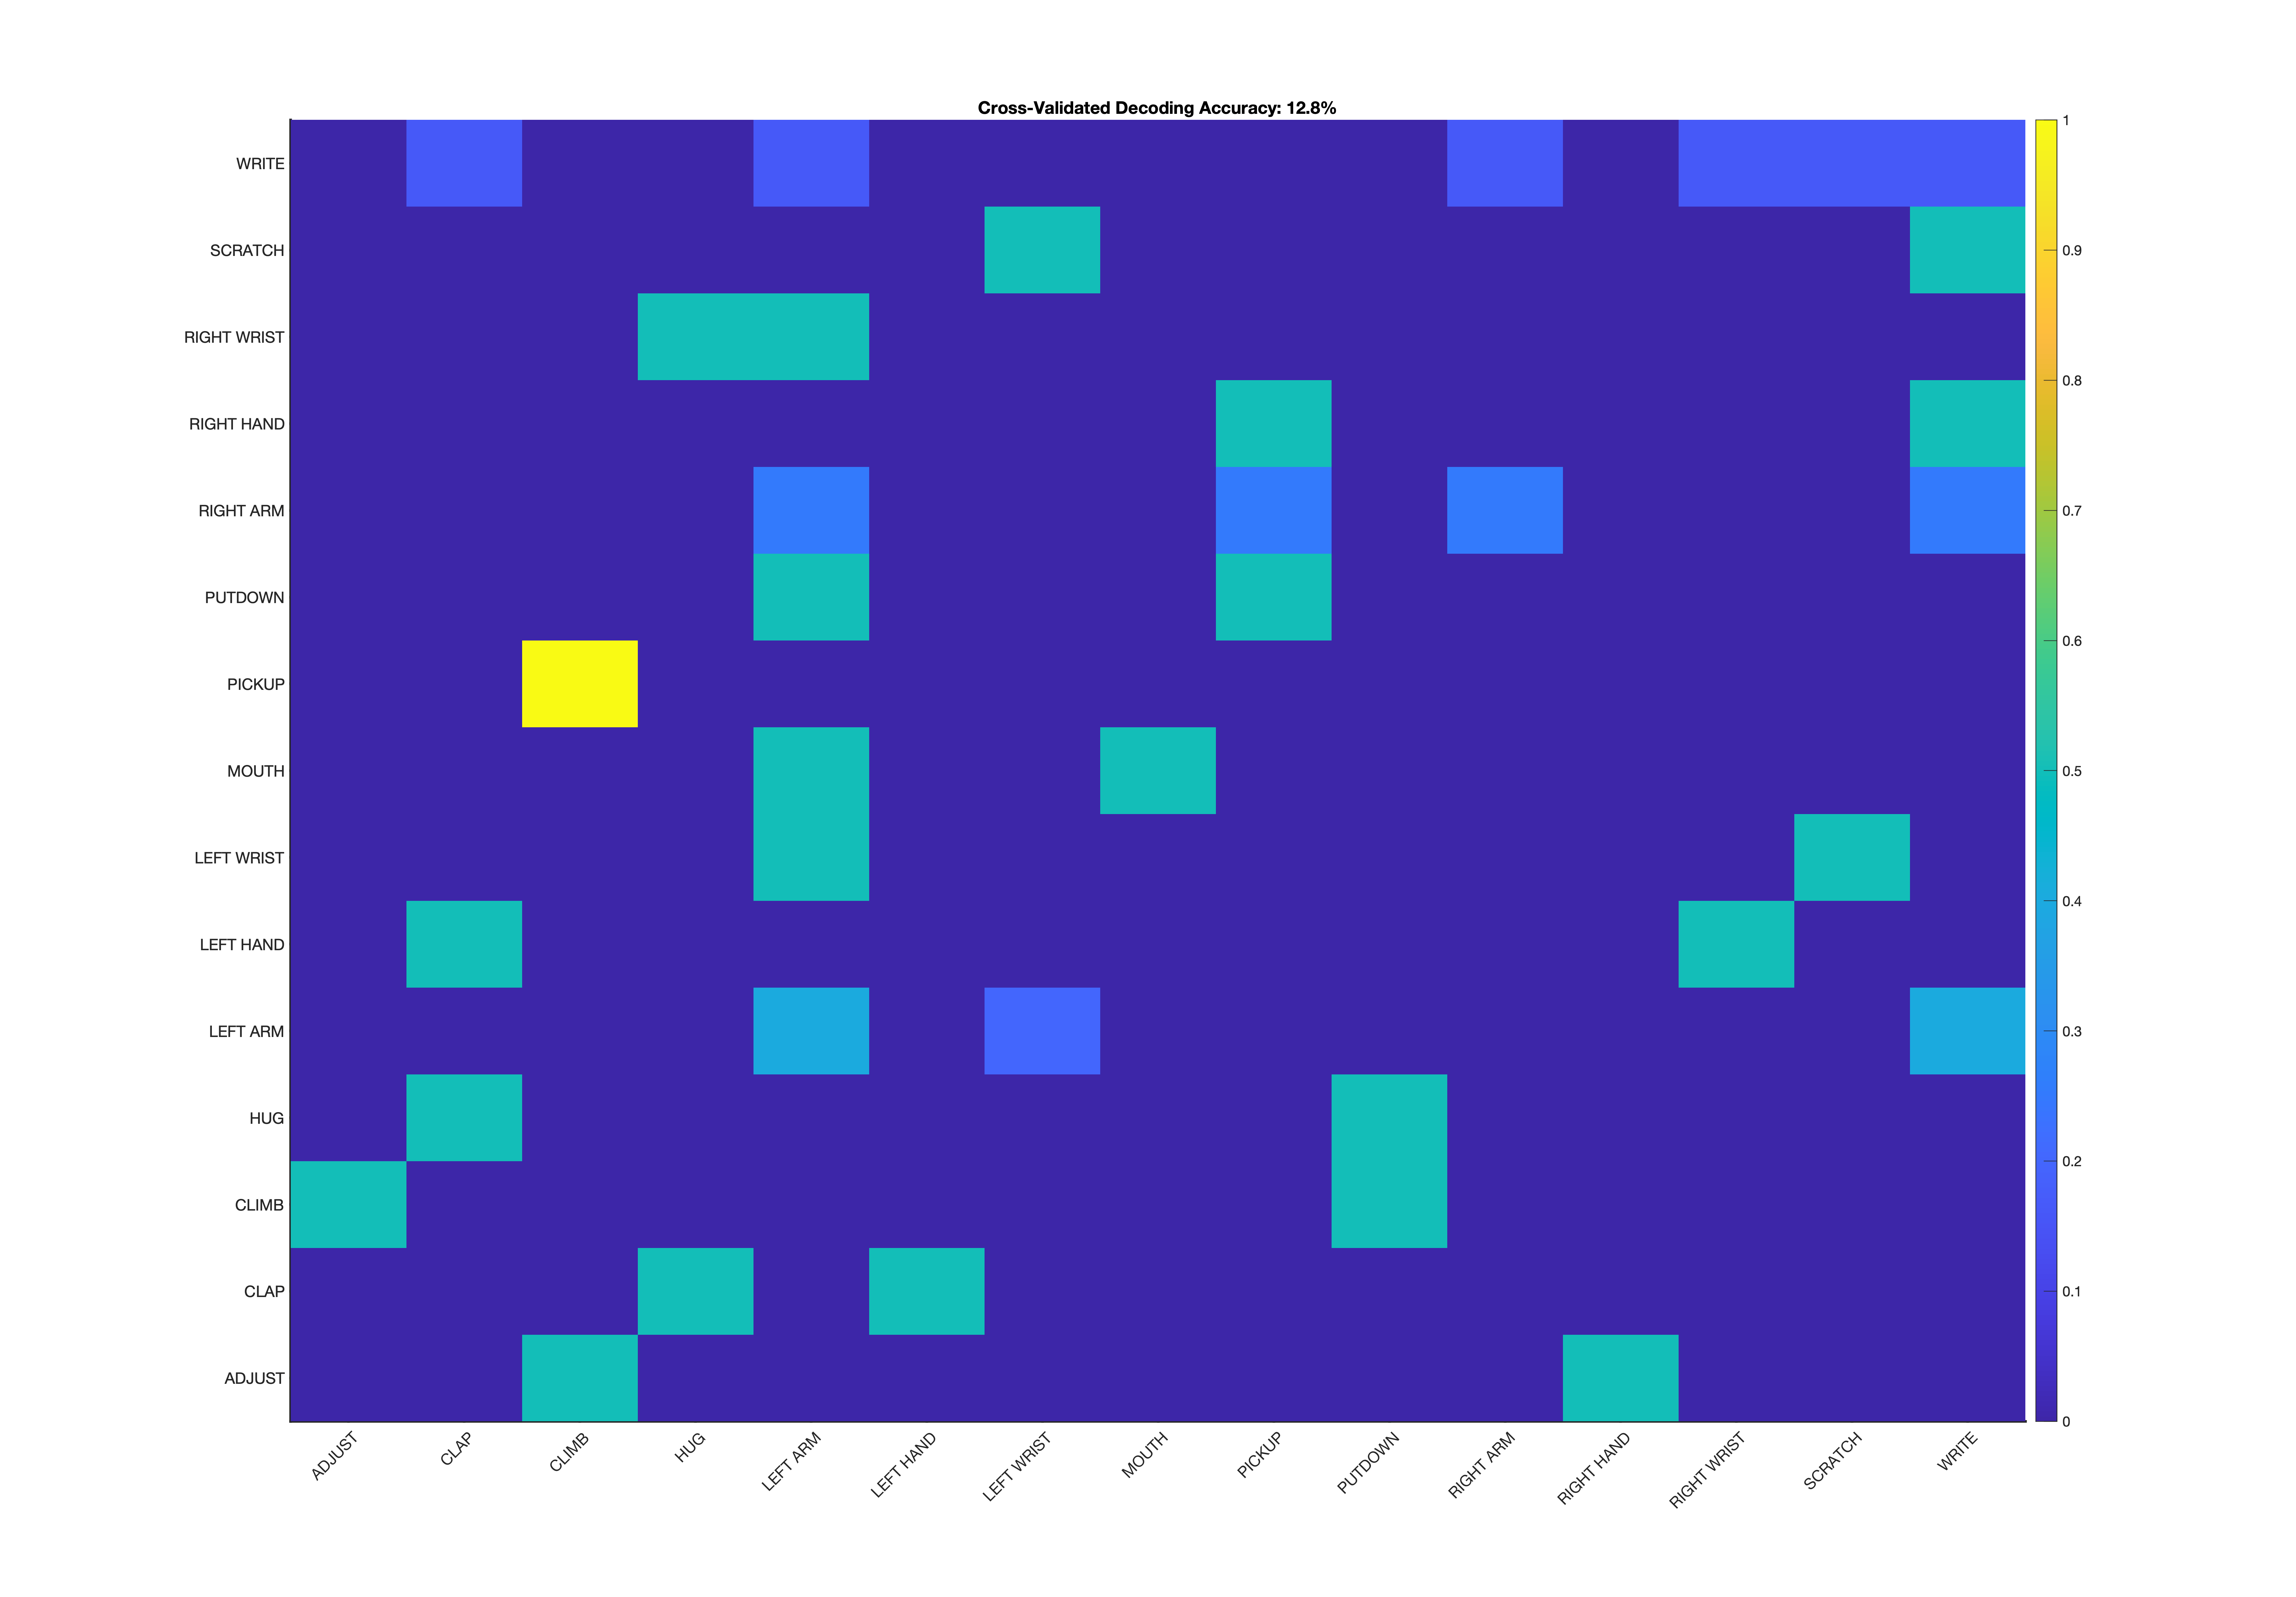 Cross-Validated Decoding Accuracy: 12.8%
WRITE
SCRATCH
RIGHT WRIST
RIGHT HAND
RIGHT ARM
PUTDOWN
PICKUP
MOUTH
LEFT WRIST
LEFT HAND
LEFT ARM
HUG
CLIMB
CLAP
ADJUST
ADJUST
CLAP
CLIMB
HUG
LEFT ARM
LEFT HAND
LEFT WRIST
MOUTH
PICKUP
PUTDOWN
RIGHT ARM
RIGHT HAND
RIGHT WRIST
SCRATCH
WRITE
1
0.9
0.8
0.7
0.6
0.5
0.4
0.3
0.2
0.1
0